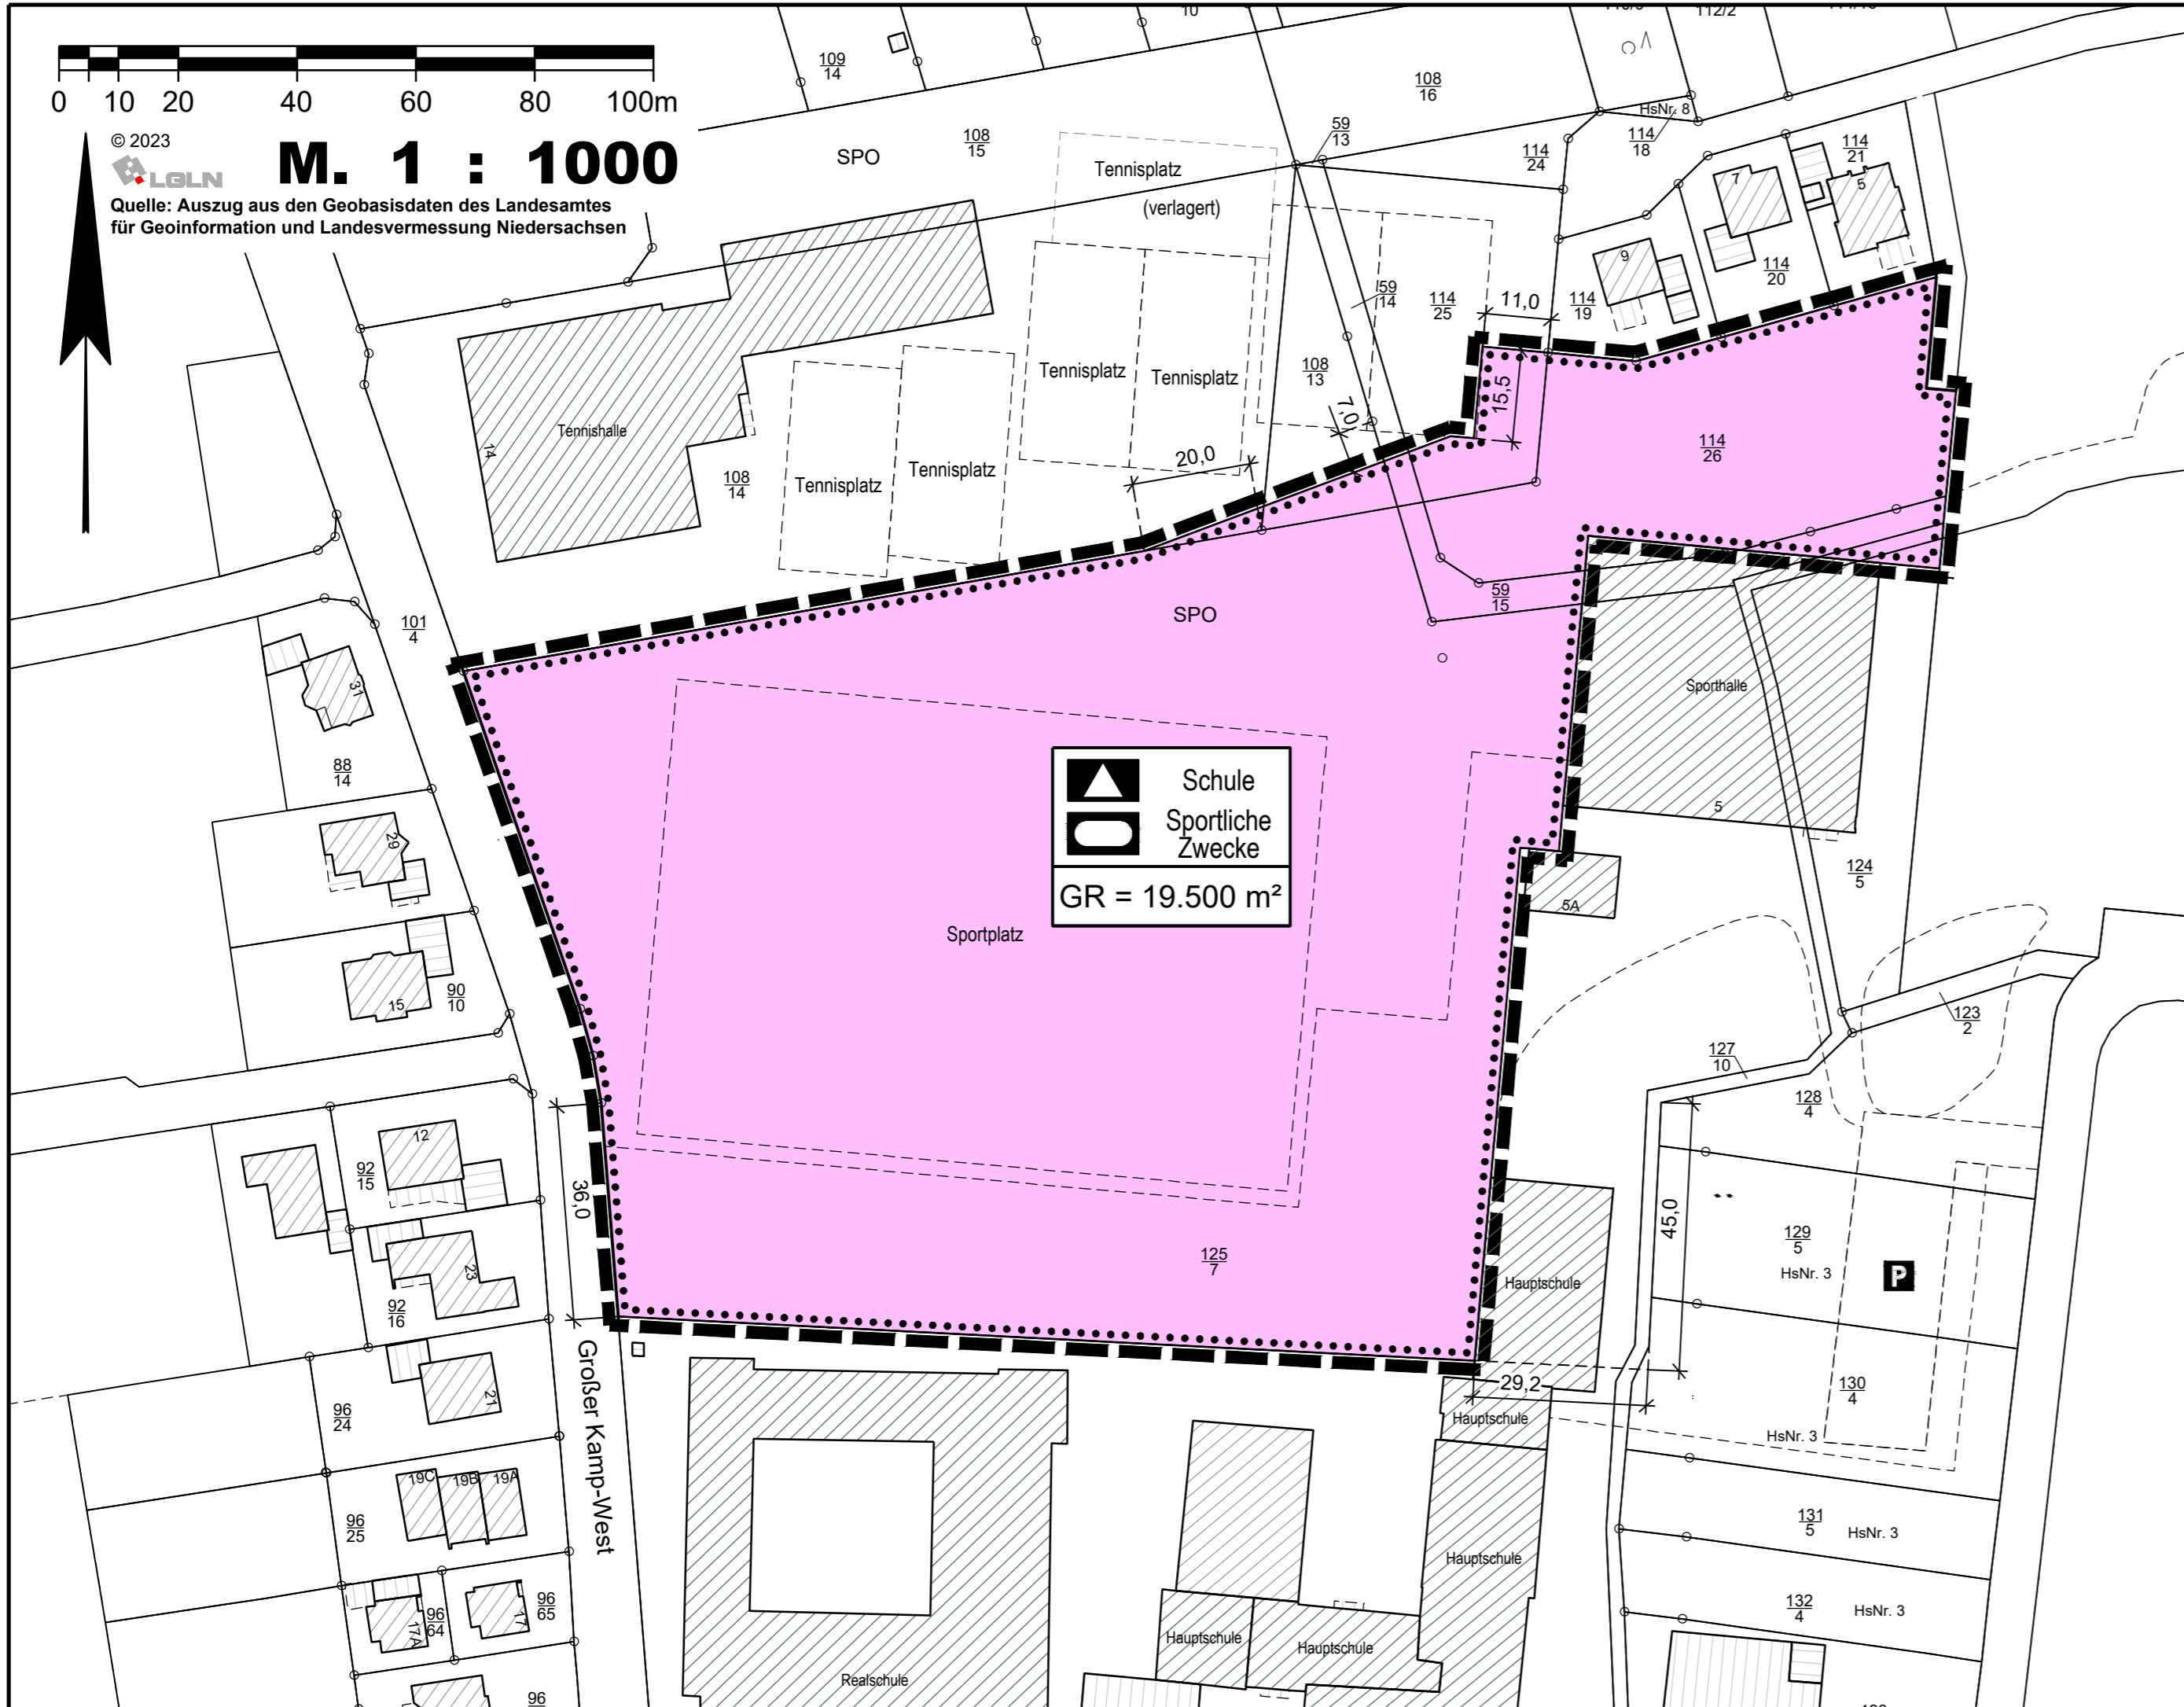 0 10 20 40 60 80 100m
© 2023
LGLN
M. 1 : 1000
Quelle: Auszug aus den Geobasisdaten des Landesamtes
für Geoinformation und Landesvermessung Niedersachsen
10
112/2
109
14
108
16
HsNr. 8
108
15
SPO
59
13
114
24
114
18
114
21
Tennisplatz
(verlagert)
7
5
9
114
20
59
14
114
25
11,0
114
19
108
13
15,5
7,0
Tennisplatz
Tennisplatz
Tennishalle
14
108
14
Tennisplatz
Tennisplatz
20,0
114
26
SPO
59
15
101
4
31
88
14
29
15
90
10
Sporthalle
5
5A
124
5
Schule
Sportliche
Zwecke
GR = 19.500 m²
Sportplatz
123
2
127
10
128
4
12
92
15
36,0
23
92
16
125
7
45,0
129
5
HsNr. 3
P
Hauptschule
Großer Kamp-West
21
96
24
29,2
130
4
HsNr. 3
Hauptschule
19C
19B
19A
96
25
131
5
HsNr. 3
Hauptschule
17A
96
64
17
96
65
132
4
HsNr. 3
Hauptschule
Hauptschule
Realschule
96